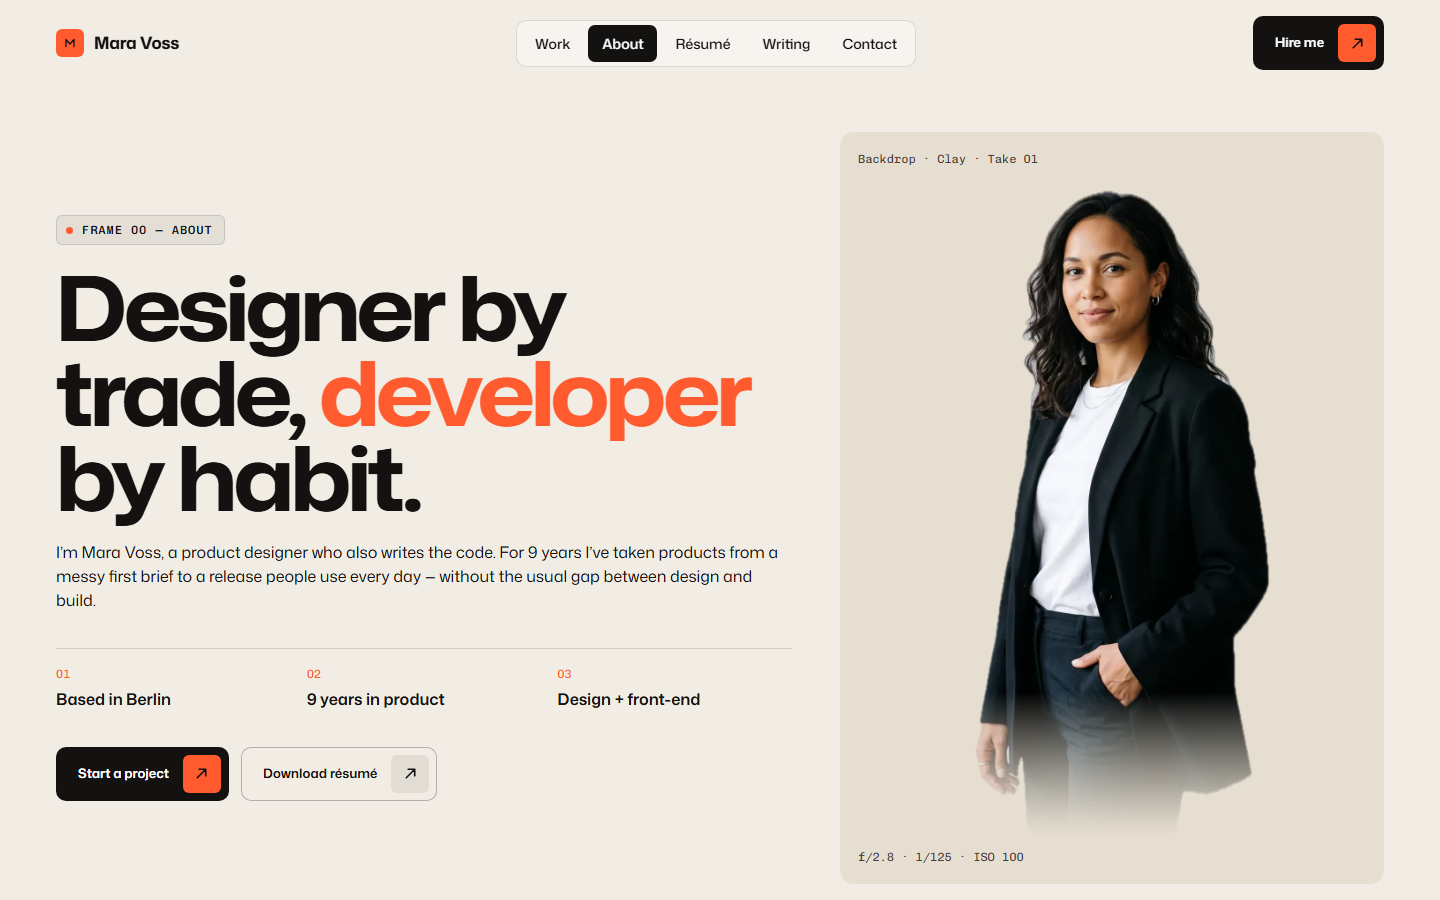 M
Mara Voss
Work
About
Résumé
Writing
Contact
Hire me
FRAME 00 — ABOUT
Designer by
trade, developer
by habit.
I’m Mara Voss, a product designer who also writes the code. For 9 years I’ve taken products from a
messy first brief to a release people use every day — without the usual gap between design and
build.
01
Based in Berlin
02
9 years in product
03
Design + front-end
Start a project
Download résumé
Backdrop · Clay · Take 01
f/2.8 · 1/125 · ISO 100